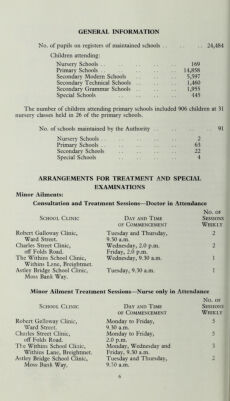 GENERAL INFORMATION
No. of pupils on registers of maintained schools .. .. .. 24,484
Children attending:
Nursery Schools .. .. .. .. 169
Primary Schools .. .. .. .. 14,858
Secondary Modern Schools .. .. 5,597
Secondary Technical Schools .. .. 1,460
Secondary Grammar Schools .. .. 1,955
Special Schools .. .. .. .. 445
The number of children attending primary schools included 906 children at 31
nursery classes held in 26 of the primary schools.
No. of schools maintained by the Authority .. .. .. 91
Nursery Schools .. .. .. .. 2
Primary Schools .. .. .. .. 63
Secondary Schools .. .. .. .. 22
Special Schools .. .. .. .. 4
ARRANGEMENTS FOR TREATMENT AND SPECIAL
EXAMINATIONS
Minor Ailments:
Consultation and Treatment Sessions—Doctor in Attendance
School Clinic Day and Time of Commencement No. of Sessions Weekly
Robert Galloway Clinic, Tuesday and Thursday, 2
Ward Street. 9.30 a.m.
Charles Street Clinic, Wednesday, 2.0 p.m. 2
off Folds Road. Friday, 2.0 p.m.
The Withins School Clinic, Wednesday, 9.30 a.m. 1
Withins Lane, Breightmet.
Astley Bridge School Clinic, Tuesday, 9.30 a.m. 1
Moss Bank Way.
Minor Ailment Treatment Sessions—Nurse only in Attendance
School Clinic Day and Time of Commencement No. of Sessions Weekly
Robert Galloway Clinic, Monday to Friday, 5
Ward Street. 9.30 a.m.
Charles Street Clinic, Monday to Friday, 5
off Folds Road. 2.0 p.m.
The Withins School Clinic, Monday, Wednesday and 3
Withins Lane, Breightmet. Friday, 9.30 a.m.
Astley Bridge School Clinic, Tuesday and Thursday, 2
Moss Bank Way. 9.30 a.m.
6